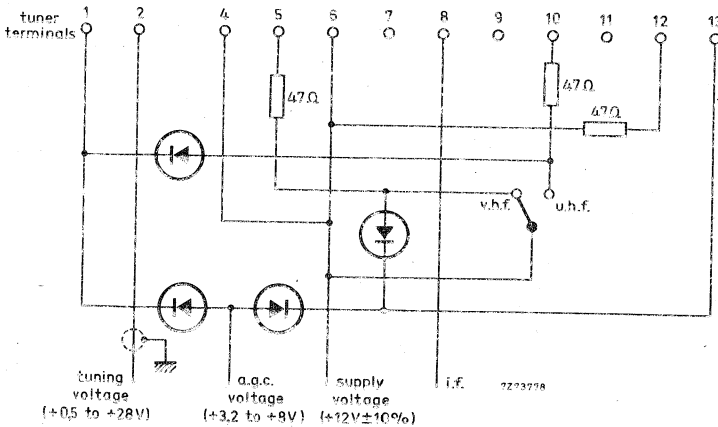 tuner
terminals
1 2 4 5 6 7 8 9 10 11 12 13
47Ω
47Ω
47Ω
v.h.f.
u.h.f.
tuning
voltage
(+0,5 to +28V)
a.g.c.
voltage
(+3,2 to +8V)
supply
voltage
(+12V±10%)
i.f.
7Z73778